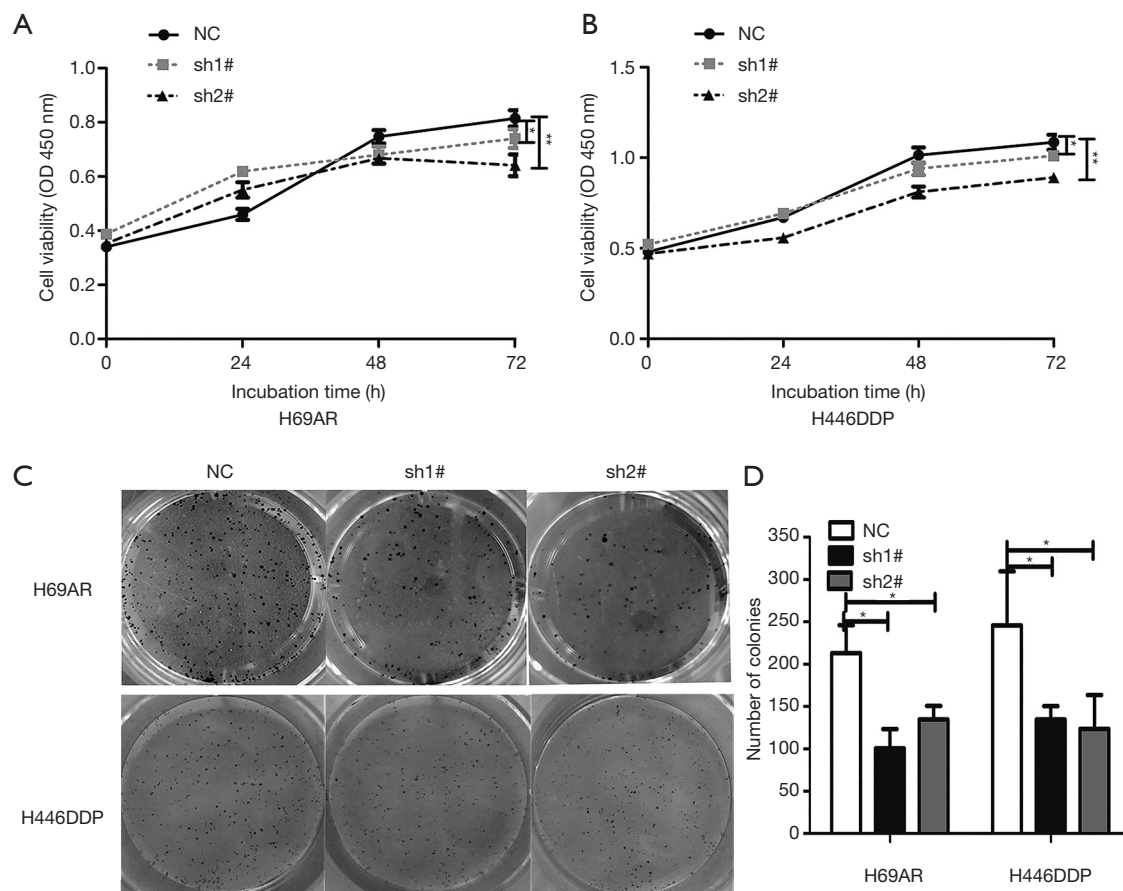 A
NC
sh1#
sh2#
Cell viability (OD 450 nm)
1.0
0.8
0.6
0.4
0.2
0.0
*
**
0 24 48 72
Incubation time (h)
H69AR
B
NC
sh1#
sh2#
Cell viability (OD 450 nm)
1.5
1.0
0.5
0.0
*
**
0 24 48 72
Incubation time (h)
H446DDP
C
NC sh1# sh2#
H69AR
H446DDP
D
NC
sh1#
sh2#
Number of colonies
350
300
250
200
150
100
50
0
*
*
*
*
H69AR H446DDP